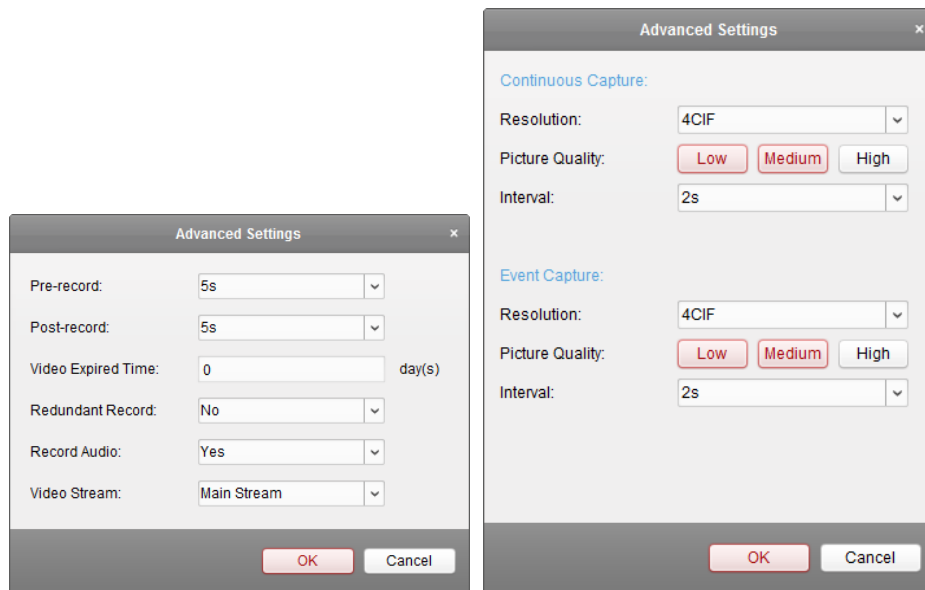 Advanced Settings ×
Pre-record: 5s
Post-record: 5s
Video Expired Time: 0 day(s)
Redundant Record: No
Record Audio: Yes
Video Stream: Main Stream
OK Cancel
Advanced Settings ×
Continuous Capture:
Resolution: 4CIF
Picture Quality: Low Medium High
Interval: 2s
Event Capture:
Resolution: 4CIF
Picture Quality: Low Medium High
Interval: 2s
OK Cancel